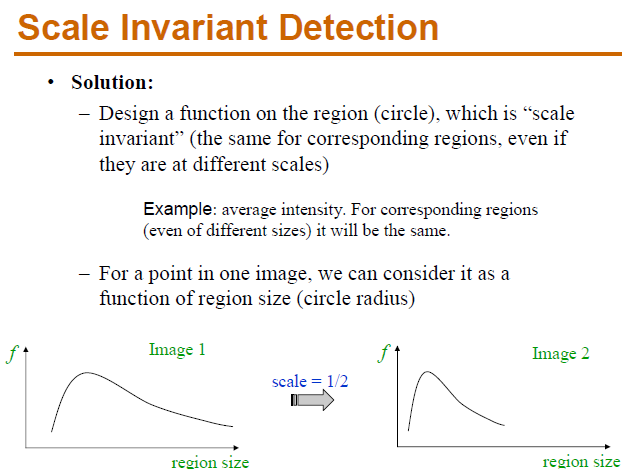 Scale Invariant Detection
• Solution:
– Design a function on the region (circle), which is “scale
invariant” (the same for corresponding regions, even if
they are at different scales)
Example: average intensity. For corresponding regions
(even of different sizes) it will be the same.
– For a point in one image, we can consider it as a
function of region size (circle radius)
f
Image 1
scale = 1/2
f
Image 2
region size
region size